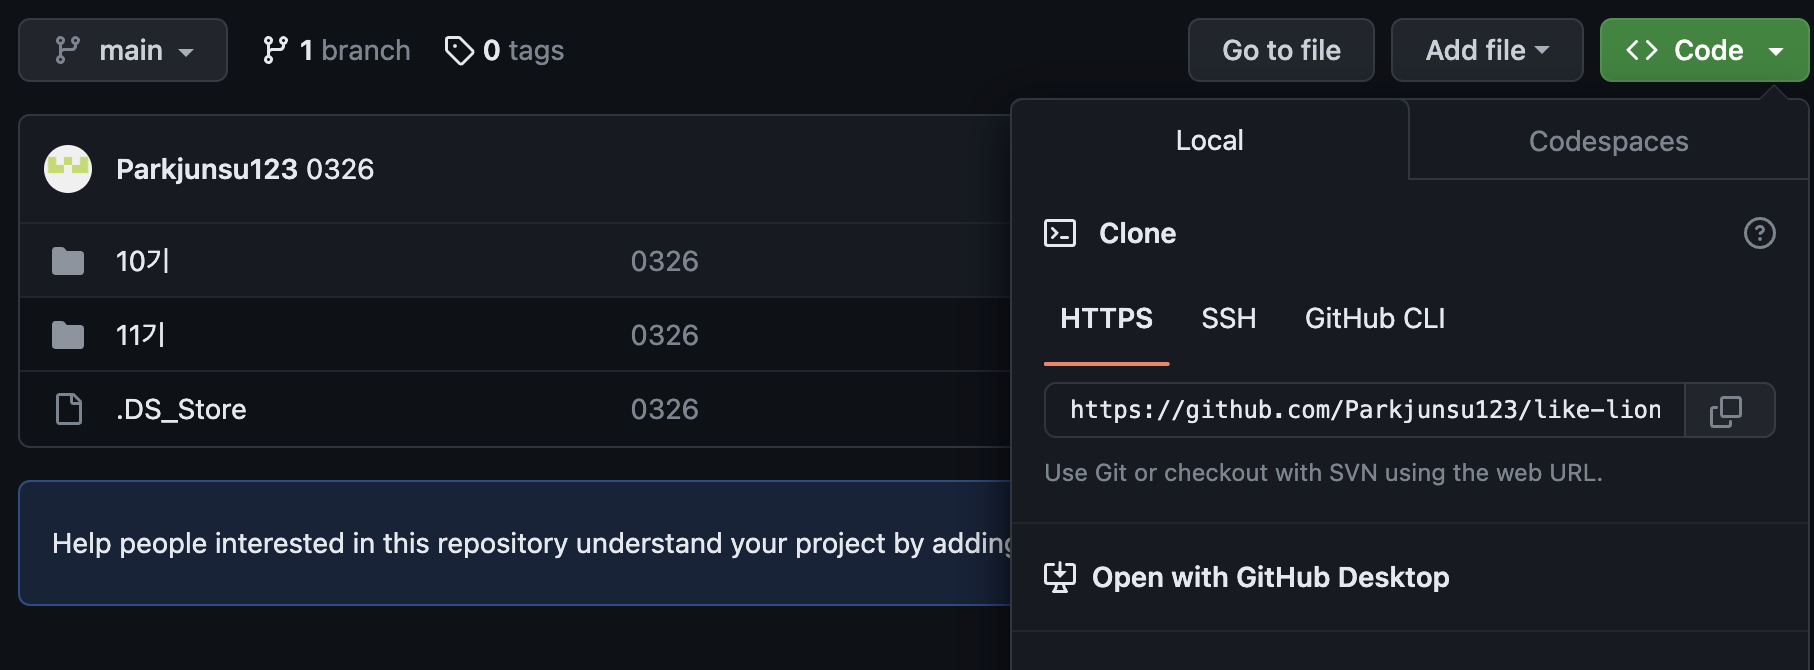 main
1 branch
0 tags
Go to file
Add file
Code
Parkjunsu123 0326
10기 0326
11기 0326
.DS_Store 0326
Help people interested in this repository understand your project by adding
Local
Codespaces
Clone
HTTPS
SSH
GitHub CLI
https://github.com/Parkjunsu123/like-lion
Use Git or checkout with SVN using the web URL.
Open with GitHub Desktop